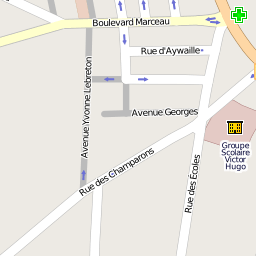 Boulevard Marceau
Rue d'Aywaille
Avenue Yvonne Lebreton
Avenue Georges
Groupe
Scolaire
Victor
Hugo
Rue des Champarons
Rue des Écoles